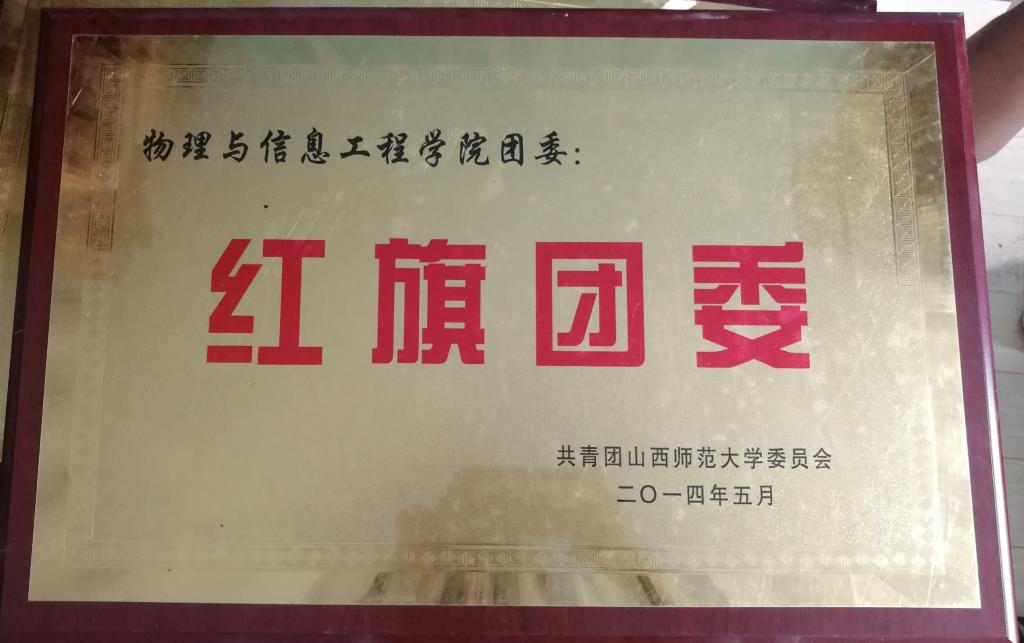 物理与信息工程学院团委：
红旗团委
共青团山西师范大学委员会
二〇一四年五月